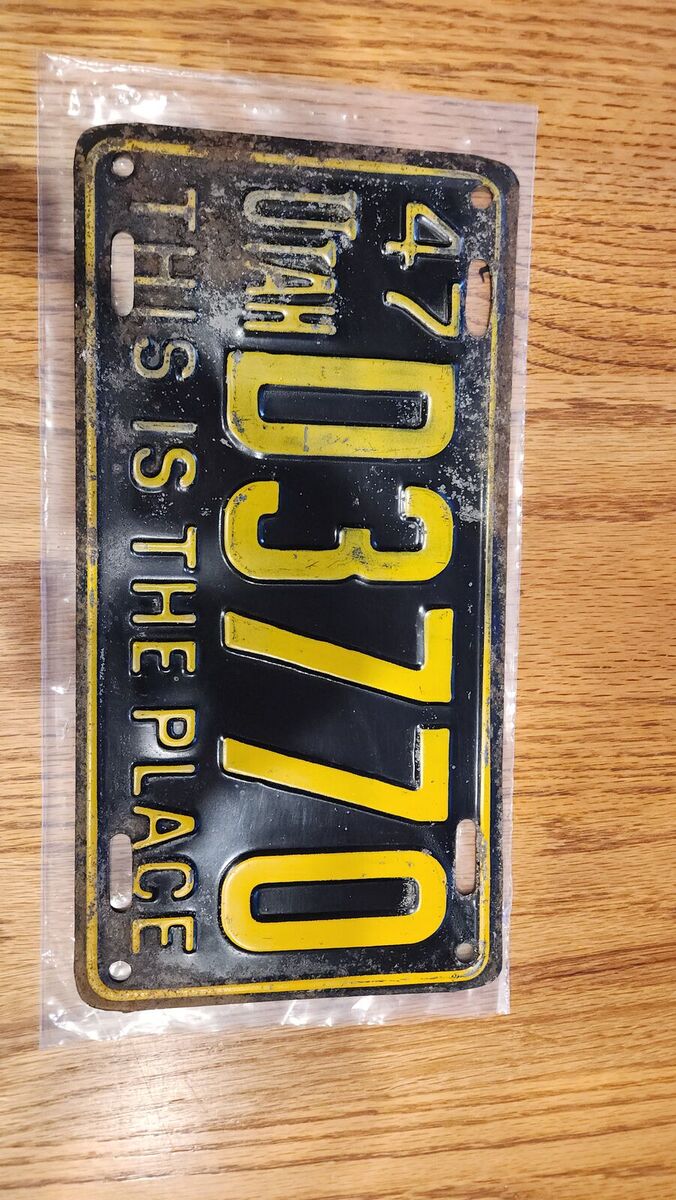 47
UTAH D3770
THIS IS THE PLACE